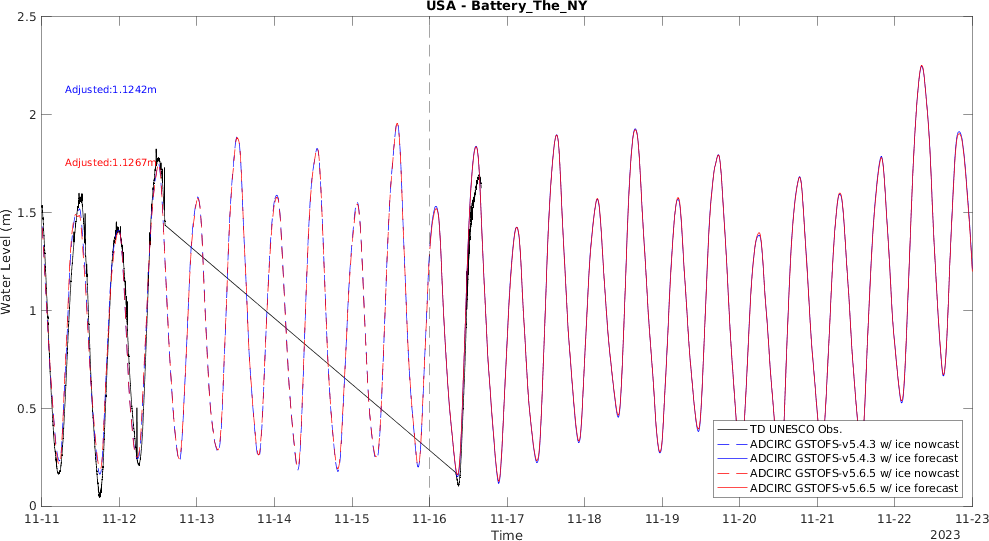 USA - Battery_The_NY
2.5
2
1.5
1
0.5
0
Water Level (m)
Adjusted:1.1242m
Adjusted:1.1267m
TD UNESCO Obs.
ADCIRC GSTOFS-v5.4.3 w/ ice nowcast
ADCIRC GSTOFS-v5.4.3 w/ ice forecast
ADCIRC GSTOFS-v5.6.5 w/ ice nowcast
ADCIRC GSTOFS-v5.6.5 w/ ice forecast
11-11 11-12 11-13 11-14 11-15 11-16 11-17 11-18 11-19 11-20 11-21 11-22 11-23
Time
2023